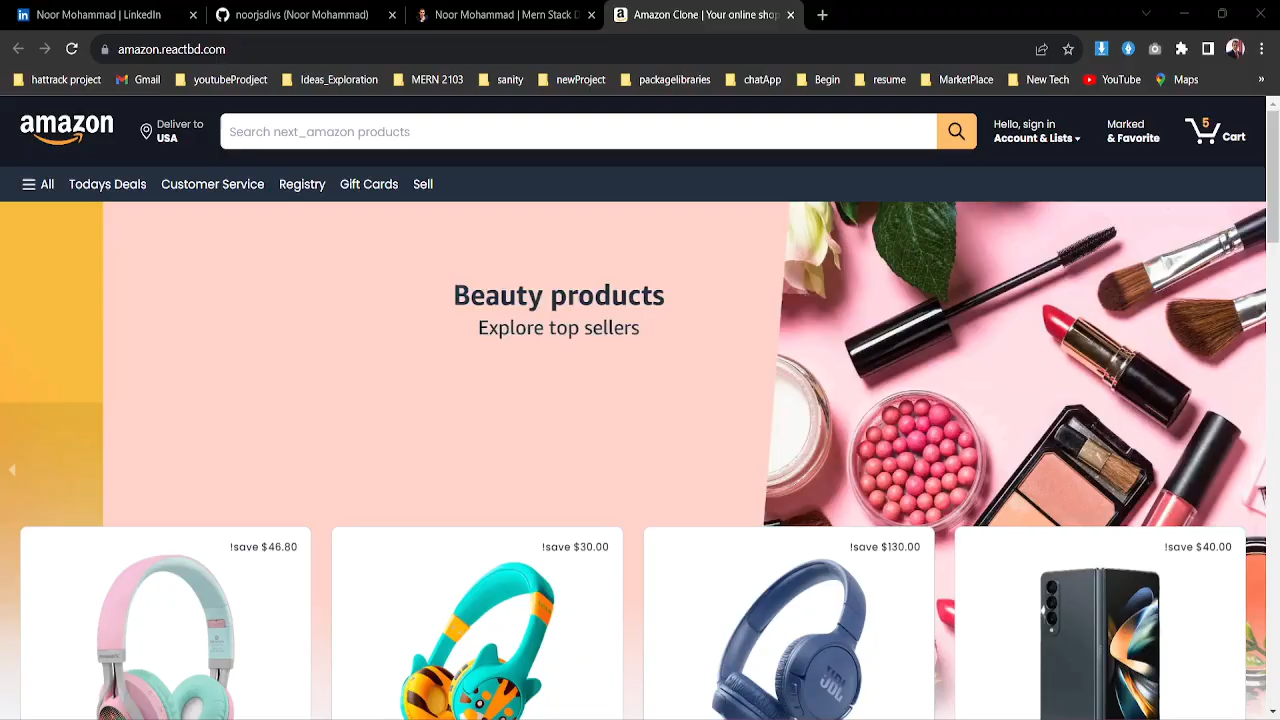 Noor Mohammad | LinkedIn
noorjsdivs (Noor Mohammad)
Noor Mohammad | Mern Stack D
Amazon Clone | Your online shop
amazon.reactbd.com
hattrack project
Gmail
youtubeProdject
Ideas_Exploration
MERN 2103
sanity
newProject
packagelibraries
chatApp
Begin
resume
MarketPlace
New Tech
YouTube
Maps
»
amazon
Deliver to
USA
Search next_amazon products
Hello, sign in
Account & Lists
Marked
& Favorite
5
Cart
All
Todays Deals
Customer Service
Registry
Gift Cards
Sell
Beauty products
Explore top sellers
!save $46.80
!save $30.00
!save $130.00
!save $40.00
JBL